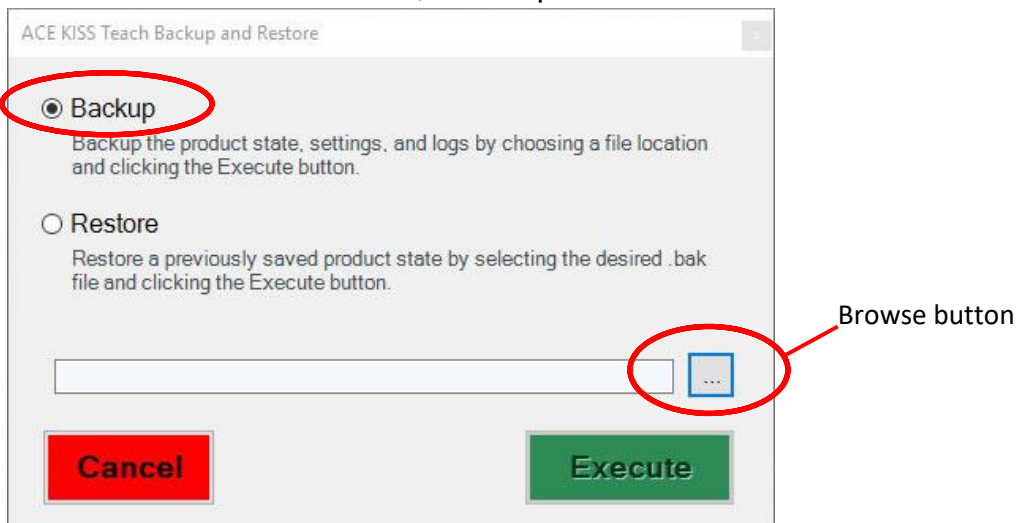 ACE KISS Teach Backup and Restore
x
Backup
Backup the product state, settings, and logs by choosing a file location
and clicking the Execute button.
Restore
Restore a previously saved product state by selecting the desired .bak
file and clicking the Execute button.
Browse button
...
Cancel
Execute